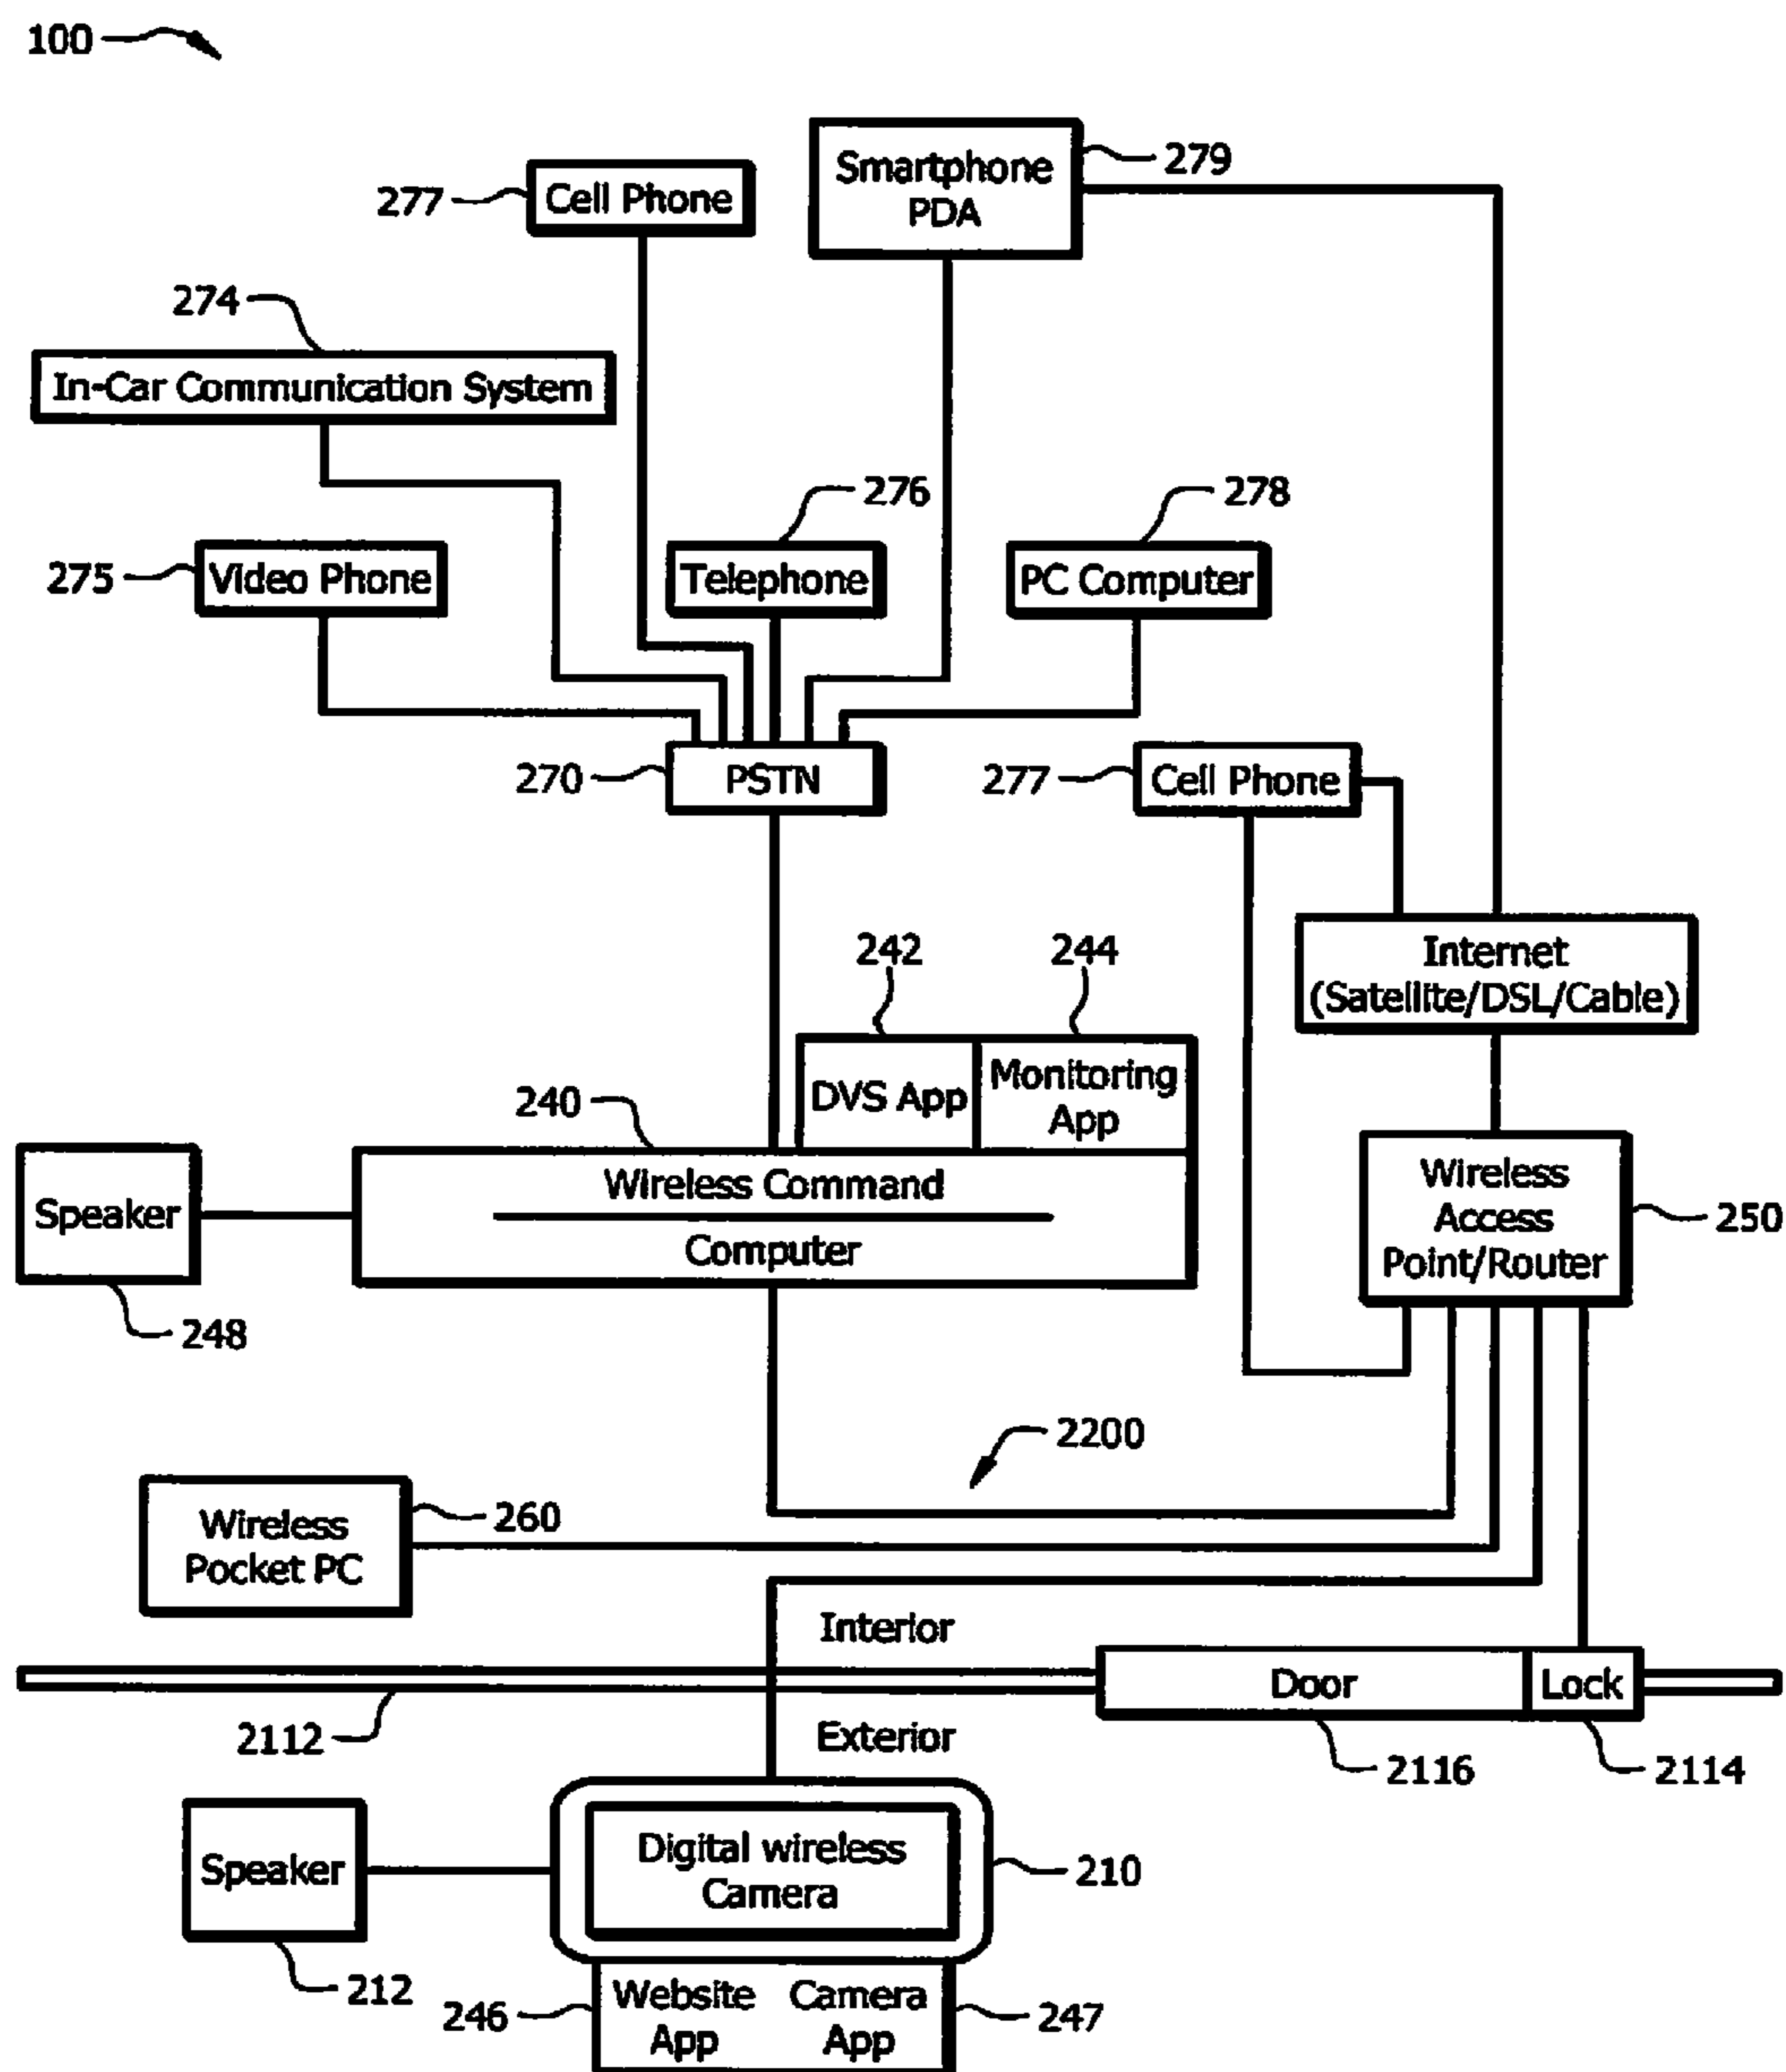 100
Smartphone
PDA
279
277
Cell Phone
274
In-Car Communication System
276
278
275
Video Phone
Telephone
PC Computer
270
PSTN
277
Cell Phone
242
244
Internet
(Satellite/DSL/Cable)
DVS App
Monitoring
App
240
Wireless Command
Computer
Speaker
248
Wireless
Access
Point/Router
250
2200
Wireless
Pocket PC
260
Interior
Door
Lock
2112
Exterior
2116
2114
Speaker
212
Digital wireless
Camera
210
246
Website
App
Camera
App
247